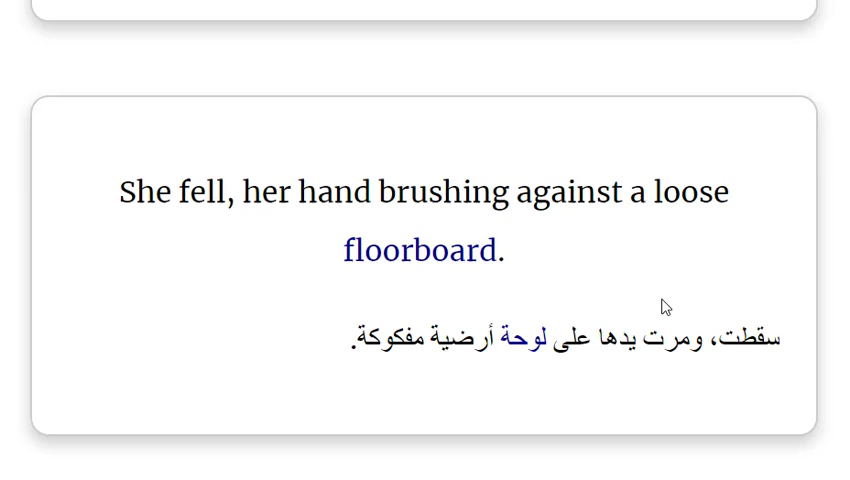 She fell, her hand brushing against a loose
floorboard.
سقطت، ومرت يدها على لوحة أرضية مفكوكة.